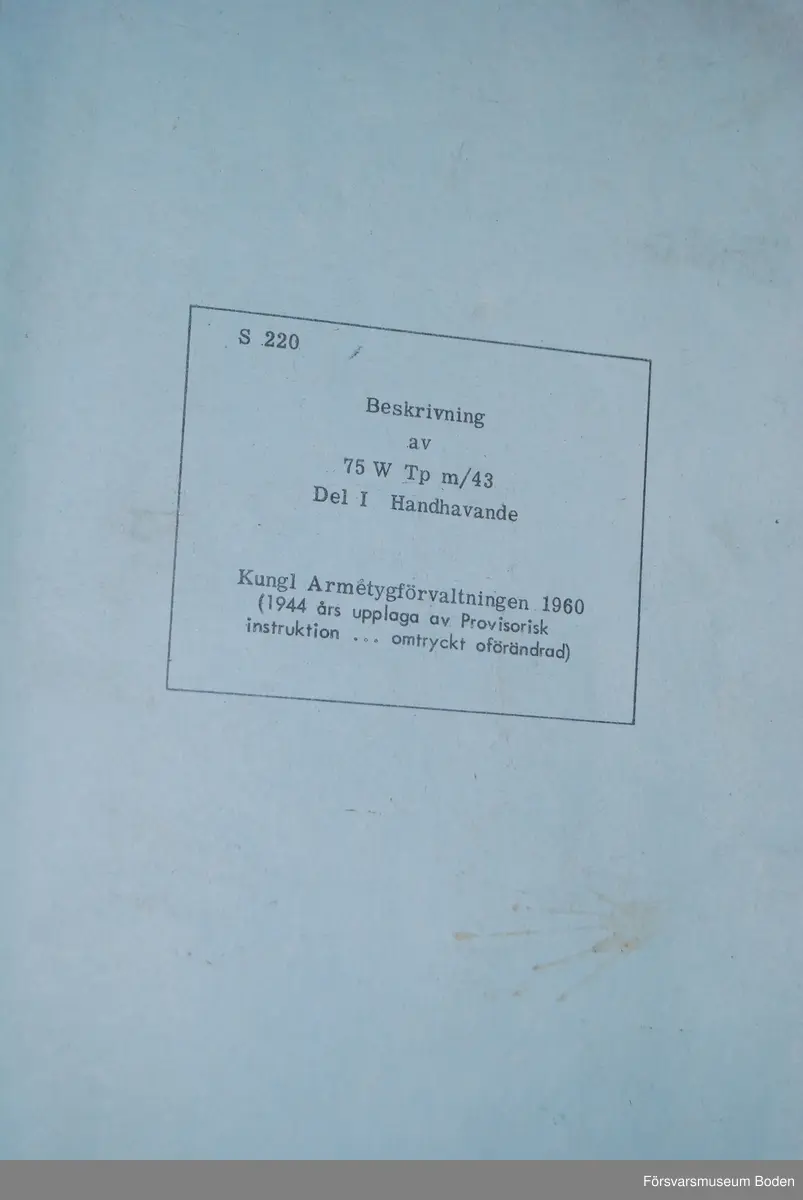 S 220
Beskrivning
av
75 W Tp m/43
Del I Handhavande
Kungl Armétygförvaltningen 1960
(1944 års upplaga av Provisorisk
instruktion ... omtryckt oförändrad)
Försvarsmuseum Boden